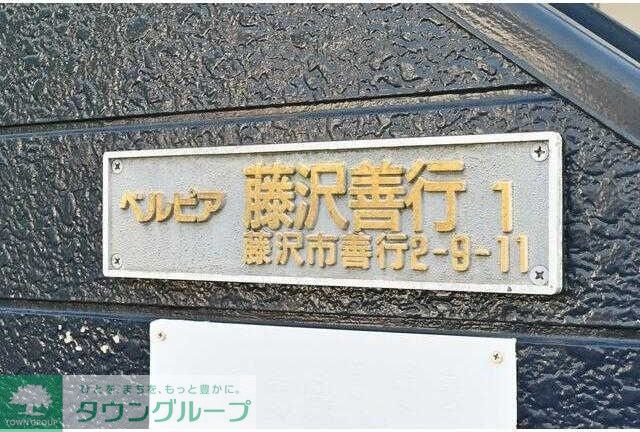 ベルピア 藤沢善行 1
藤沢市善行2-9-11
ひとを、まちを、もっと豊かに。
タウングループ
TOWN GROUP